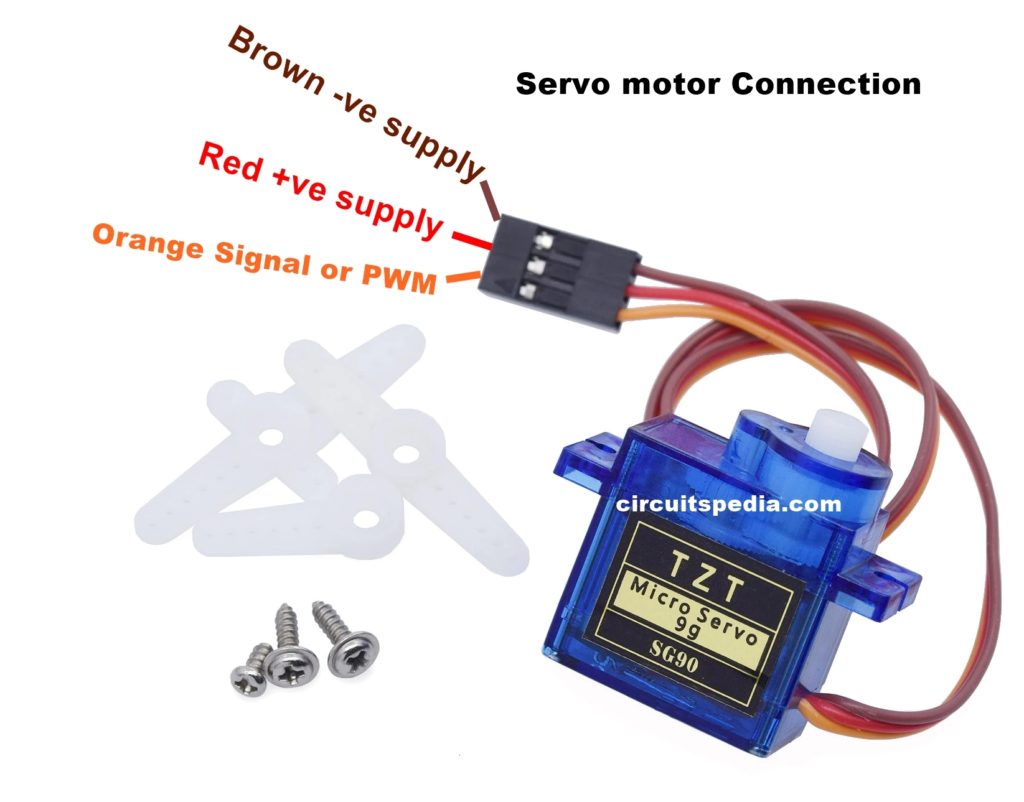 Servo motor Connection
Brown -ve supply
Red +ve supply
Orange Signal or PWM
circuitspedia.com
TZT
Micro Servo
9g
SG90